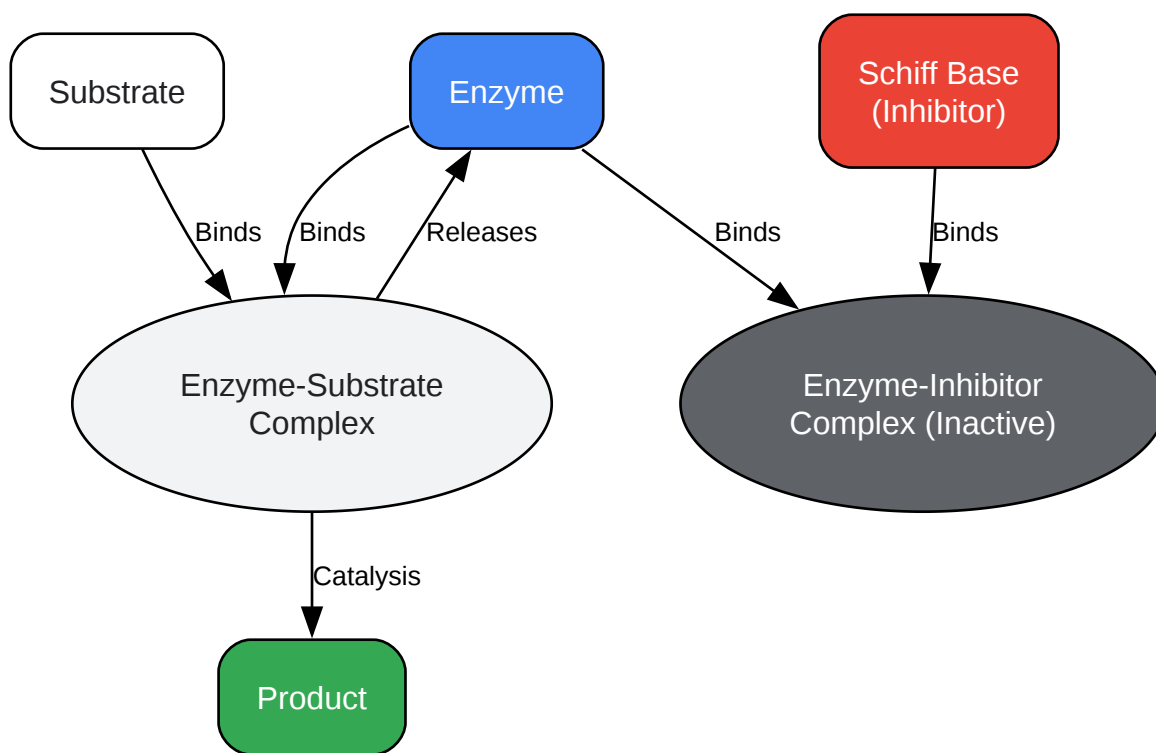 Substrate
Enzyme
Schiff Base
(Inhibitor)
Binds
Binds
Releases
Binds
Binds
Enzyme-Substrate
Complex
Enzyme-Inhibitor
Complex (Inactive)
Catalysis
Product